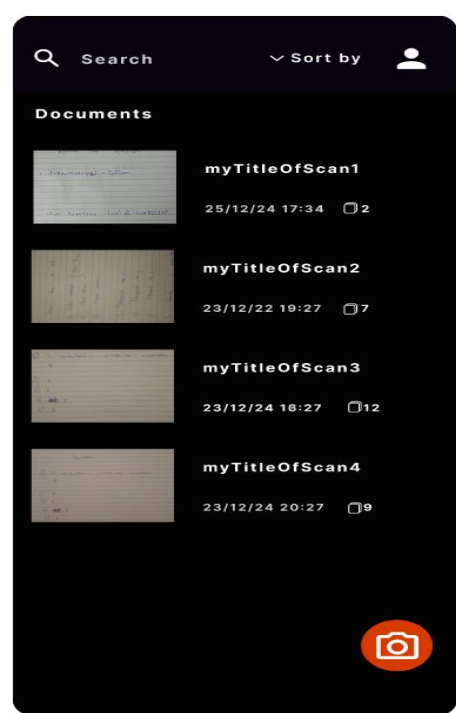 Search
Sort by
Documents
myTitleOfScan1
25/12/24 17:34 2
myTitleOfScan2
23/12/22 19:27 7
myTitleOfScan3
23/12/24 16:27 12
myTitleOfScan4
23/12/24 20:27 9